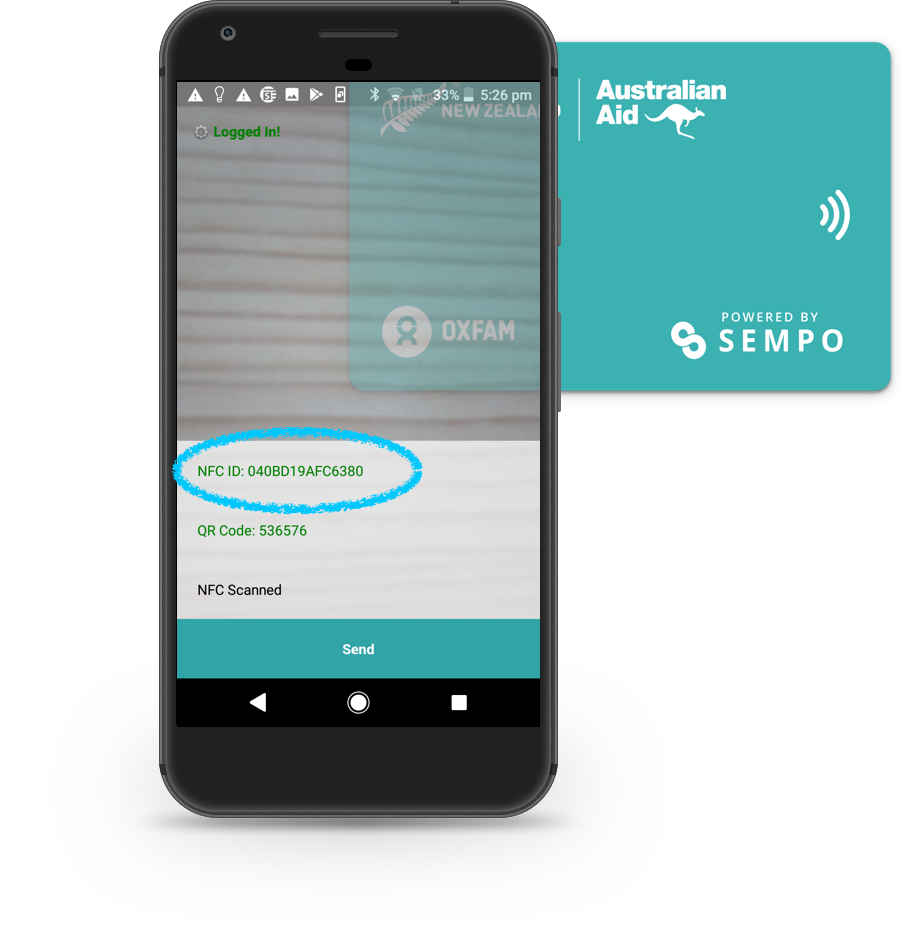 33% 5:26 pm
NEW ZEALA
Logged In!
Australian
Aid
OXFAM
POWERED BY
SEMPO
NFC ID: 040BD19AFC6380
QR Code: 536576
NFC Scanned
Send